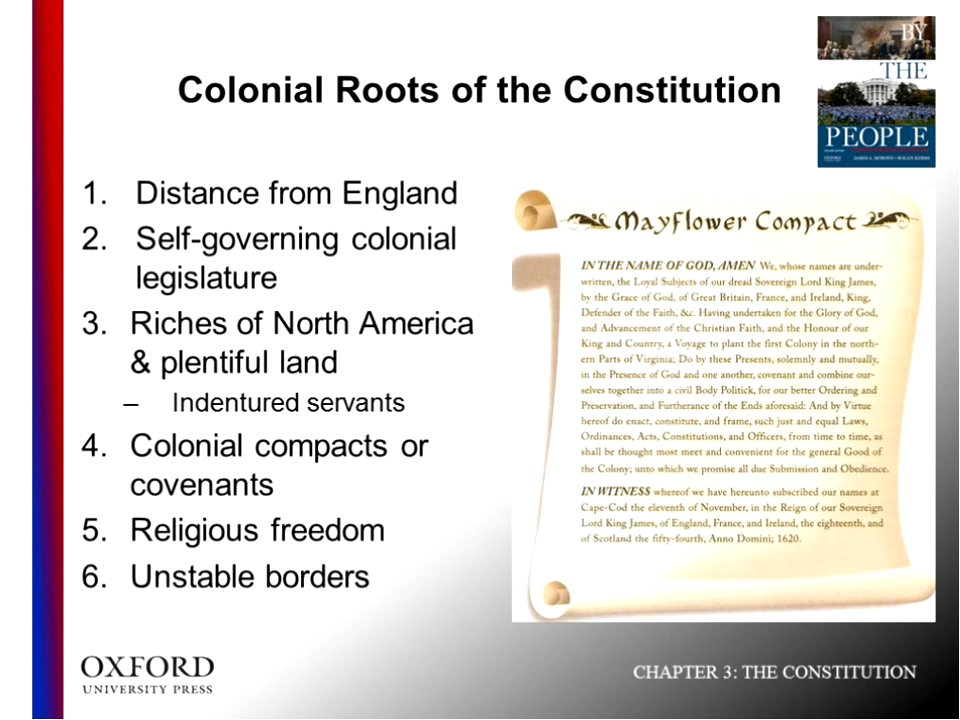 BY
THE
PEOPLE
Colonial Roots of the Constitution
1. Distance from England
2. Self-governing colonial
legislature
3. Riches of North America
& plentiful land
– Indentured servants
4. Colonial compacts or
covenants
5. Religious freedom
6. Unstable borders
Mayflower Compact
IN THE NAME OF GOD, AMEN. We, whose names are under-
written, the Loyal Subjects of our dread Sovereign Lord King James,
by the Grace of God, of Great Britain, France, and Ireland, King,
Defender of the Faith, &c. Having undertaken for the Glory of God,
and Advancement of the Christian Faith, and the Honour of our
King and Country, a Voyage to plant the first Colony in the north-
ern Parts of Virginia; Do by these Presents, solemnly and mutually,
in the Presence of God and one another, covenant and combine our-
selves together into a civil Body Politick, for our better Ordering and
Preservation, and Furtherance of the Ends aforesaid: And by Virtue
hereof do enact, constitute, and frame, such just and equal Laws,
Ordinances, Acts, Constitutions, and Officers, from time to time, as
shall be thought most meet and convenient for the general Good of
the Colony; unto which we promise all due Submission and Obedience.
IN WITNESS whereof we have hereunto subscribed our names at
Cape-Cod the eleventh of November, in the Reign of our Sovereign
Lord King James, of England, France, and Ireland, the eighteenth, and
of Scotland the fifty-fourth, Anno Domini; 1620.
OXFORD
UNIVERSITY PRESS
CHAPTER 3: THE CONSTITUTION